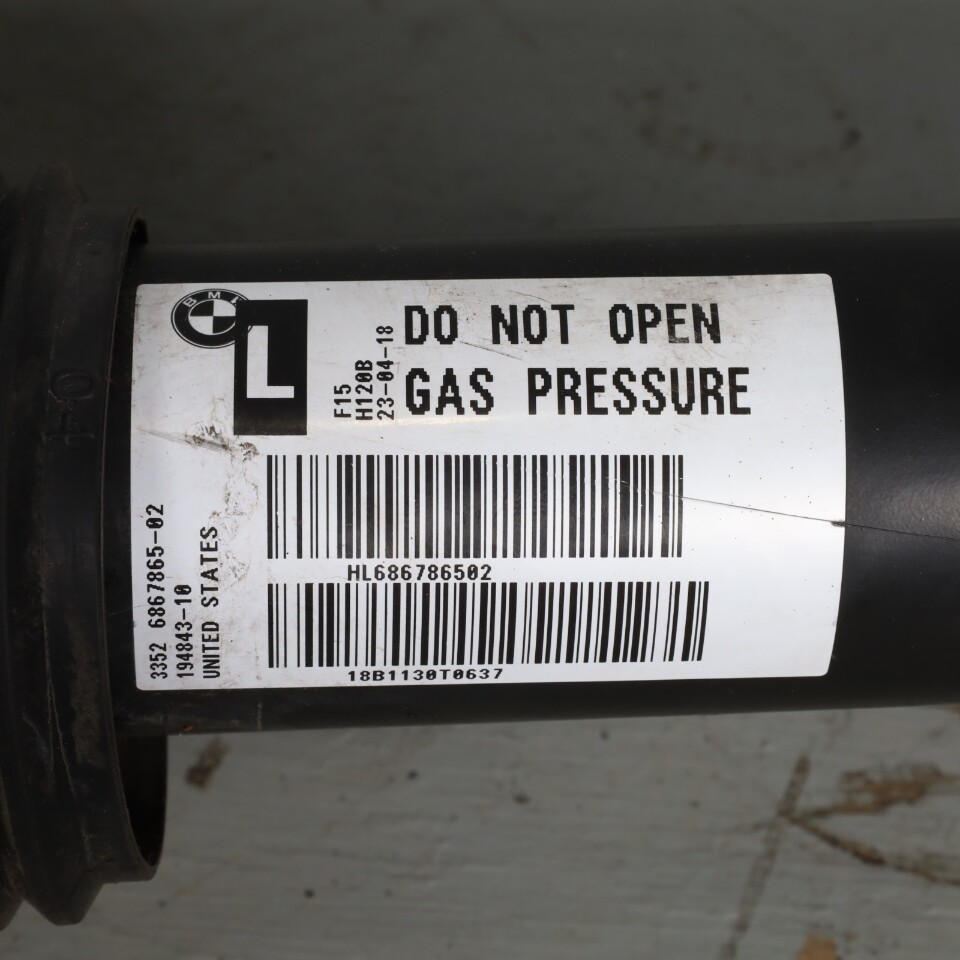 BMW
L
F15
H120B
23-04-18
DO NOT OPEN
GAS PRESSURE
3352 6867865-02
194843-10
UNITED STATES
HL686786502
18B1130T0637